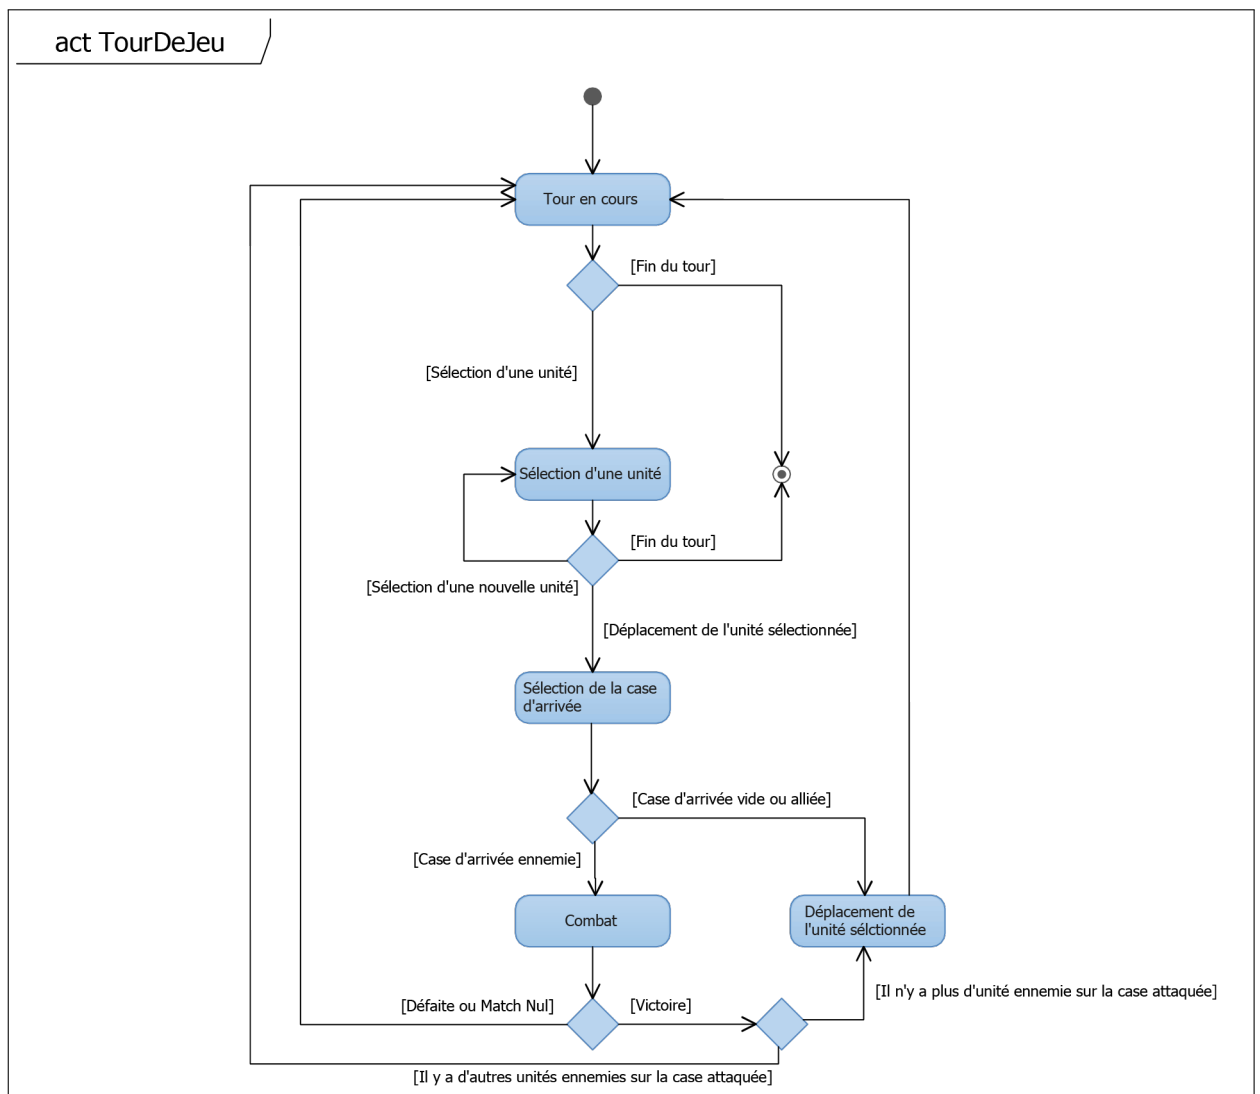 act TourDeJeu
Tour en cours
[Fin du tour]
[Sélection d'une unité]
Sélection d'une unité
[Fin du tour]
[Sélection d'une nouvelle unité]
[Déplacement de l'unité sélectionnée]
Sélection de la case
d'arrivée
[Case d'arrivée vide ou alliée]
[Case d'arrivée ennemie]
Combat
Déplacement de
l'unité sélctionnée
[Il n'y a plus d'unité ennemie sur la case attaquée]
[Défaite ou Match Nul]
[Victoire]
[Il y a d'autres unités ennemies sur la case attaquée]